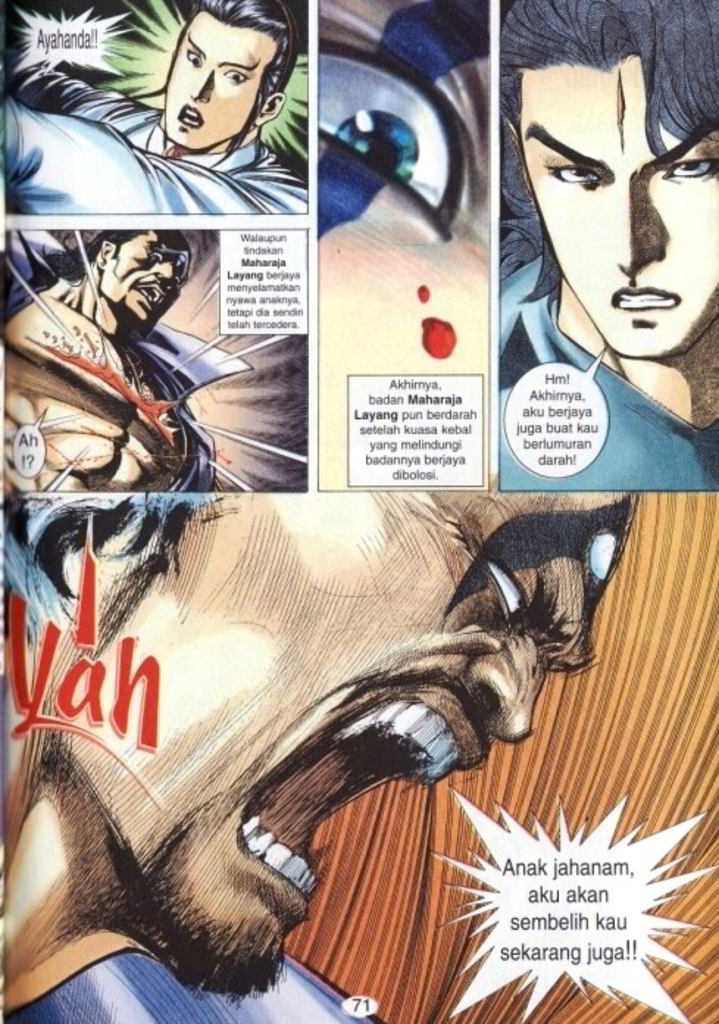 Ayahanda!!
Walaupun
tindakan
Maharaja
Layang berjaya
menyelamatkan
nyawa anaknya,
tetapi dia sendiri
telah tercedera.
Ah
!?
Akhirnya,
badan Maharaja
Layang pun berdarah
setelah kuasa kebal
yang melindungi
badannya berjaya
dibolosi.
Hm!
Akhirnya,
aku berjaya
juga buat kau
berlumuran
darah!
Yah
Anak jahanam,
aku akan
sembelih kau
sekarang juga!!
71